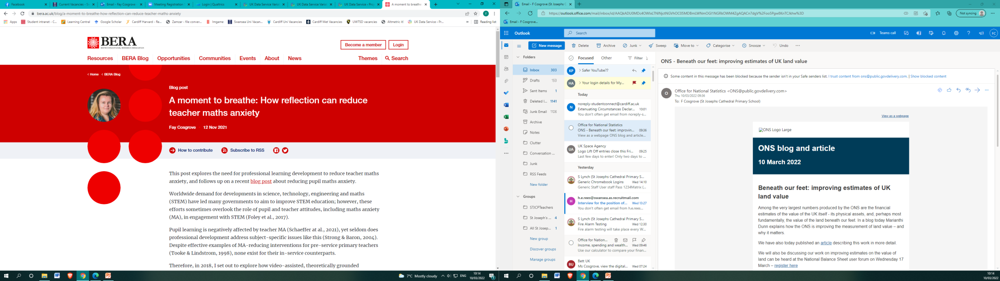 Facebook
Current Vacancies - S
Email - Fay Cosgrove -
Meeting Registration
Login | Qualtrics
UK Data Service Varia
UK Data Service Varia
UK Data Service › Pro
A moment to breathe
bera.ac.uk/blog/a-moment-to-breathe-how-reflection-can-reduce-teacher-maths-anxiety
Apps
Student intranet - C...
Learning Central
Google Scholar
Cardiff Harvard - Re...
Zamzar - file conver...
Imgame
Swansea Uni Vacan...
Cardiff Uni Vacancies
Cardiff Met Vacancies
UWTSD vacancies
Altmetric it!
UK Data Service › Pr...
Reading list
BERA
BRITISH EDUCATIONAL RESEARCH ASSOCIATION
Become a member
Login
Resources
BERA Blog
Opportunities
Communities
Events
About
News
Themes
Search
‹ Home ‹ BERA Blog
Blog post
A moment to breathe: How reflection can reduce
teacher maths anxiety
Fay Cosgrove 12 Nov 2021
How to contribute
Subscribe to RSS
This post explores the need for professional learning development to reduce teacher maths
anxiety, and follows up on a recent blog post about reducing pupil maths anxiety.
Worldwide demand for developments in science, technology, engineering and maths
(STEM) have led many governments to aim to improve STEM education; however, these
efforts sometimes overlook the role of pupil and teacher attitudes, including maths anxiety
(MA), in engagement with STEM (Foley et al., 2017).
Pupil learning is negatively affected by teacher MA (Schaeffer at al., 2021), yet seldom does
professional development address subject-specific issues like this (Strong & Baron, 2004).
Despite effective examples of MA-reducing interventions for pre-service primary teachers
(Tooke & Lindstrom, 1998), none exist for their in-service counterparts.
Therefore, in 2018, I set out to explore how video-assisted, theoretically grounded
7°C Mostly cloudy
ENG
10:14
10/03/2022
Email - F Cosgrove (St Josephs C
Not syncing
Email - F Cosgrove...
Outlook
Search
Teams call
FC
New message
Delete
Archive
Junk
Sweep
Move to
Categorise
Snooze
Undo
Folders
Inbox 303
Drafts 153
Sent Items 1
Deleted I... 1141
Junk Email 1106
Archive
Notes
Clutter
Conversation ...
Junk
RSS Feeds
New folder
Groups
STJCPTeachers
St Joseph's ... 4
All St Josep... 1
New group
Discover groups
Manage groups
Focused
Other
Filter
KP
Safer YouTube??
HA
Your login details for My...
Today
N
noreply-studentconnect@cardiff.ac.uk
Extenuating Circumstances Declar... 10:01
You don't often get email from noreply-s...
Office for National Statistics
ONS - Beneath our feet: improvin... 09:36
View as a webpage ONS blog and article...
UA
UK Space Agency
Logo Lift Off entries close this Fri... 09:25
Last few days to enter! Only two days to ...
Yesterday
S Lynch (St Josephs Cathedral Primary S...
Generic Chromebook Logins Wed 14:10
Generic Staff User staff Pass 1234Matrix (...
H
h.e.rees@swansea.as.recruitmail.com
Interview for the position of... Wed 13:27
You don't often get email from h.e.rees...
S Lynch (St Josephs Cathedral Primary S...
Fire Alarm Testing Wed 12:30
Fire alarm testing will take place every W...
Office for Nation...
Income, spending and wealth... Wed 09:46
Use our calculator to compare your finan...
BU
Bett UK
Ms Cosgrove, view the digital... Wed 07:24
ONS - Beneath our feet: improving estimates of UK land value
Some content in this message has been blocked because the sender isn't in your Safe senders list. I trust content from ons@public.govdelivery.com. | Show blocked content
O
Office for National Statistics <ONS@public.govdelivery.com>
Thu 10/03/2022 09:36
To: F Cosgrove (St Josephs Cathedral Primary School)
View as a webpage
ONS Logo Large
ONS blog and article
10 March 2022
Beneath our feet: improving estimates of UK
land value
Among the very largest numbers produced by the ONS are the financial
estimates of the value of the UK itself - its physical assets, and, perhaps most
fundamentally, the value of the land beneath our feet. In a blog today Marianthi
Dunn explains how the ONS is improving the measurement of land value – and
why it matters.
We have also today published an article describing this work in more detail.
We will also be discussing our work on improving estimates on the value of
land can be heard at the National Balance Sheet user forum on Wednesday 17
March – register here
10:14
10/03/2022